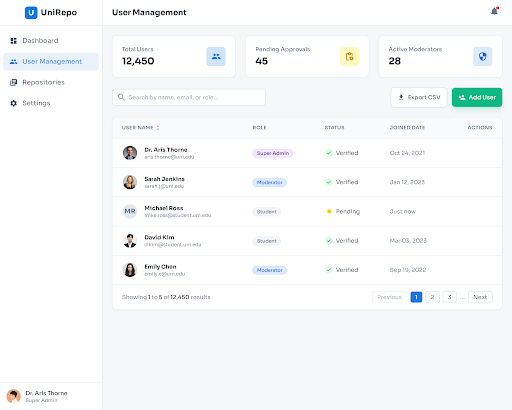 U UniRepo
User Management
Dashboard
User Management
Repositories
Settings
Total Users
12,450
Pending Approvals
45
Active Moderators
28
Search by name, email, or role...
Export CSV
Add User
USER NAME ROLE STATUS JOINED DATE ACTIONS
Dr. Aris Thorne
aris.thorne@uni.edu
Super Admin Verified Oct 24, 2021
Sarah Jenkins
sarah.j@uni.edu
Moderator Verified Jan 12, 2023
MR
Michael Ross
mike.ross@student.uni.edu
Student Pending Just now
David Kim
d.kim@student.uni.edu
Student Verified Mar 03, 2023
Emily Chen
emily.c@uni.edu
Moderator Verified Sep 19, 2022
Showing 1 to 5 of 12,450 results
Previous 1 2 3 ... Next
Dr. Aris Thorne
Super Admin